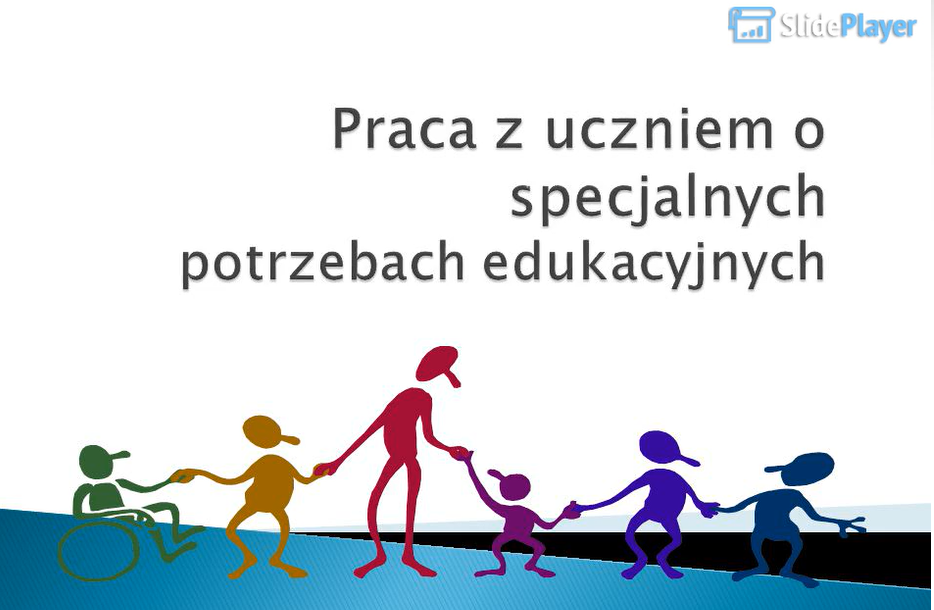 SlidePlayer
Praca z uczniem o
specjalnych
potrzebach edukacyjnych